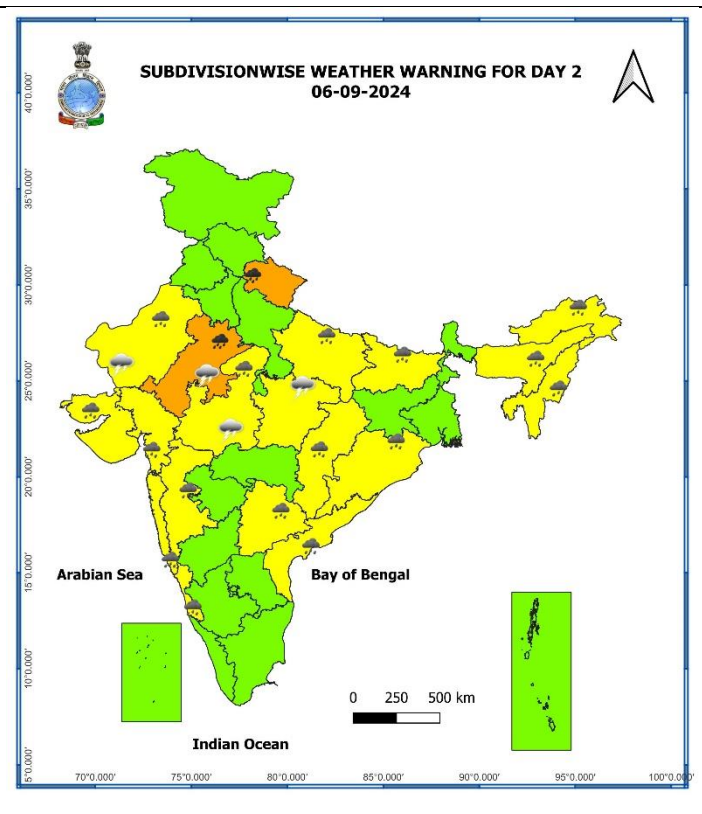 SUBDIVISIONWISE WEATHER WARNING FOR DAY 2
06-09-2024
40°0.000'
35°0.000'
30°0.000'
25°0.000'
20°0.000'
15°0.000'
10°0.000'
5°0.000'
Arabian Sea
Bay of Bengal
0 250 500 km
Indian Ocean
70°0.000' 75°0.000' 80°0.000' 85°0.000' 90°0.000' 95°0.000' 100°0.000'